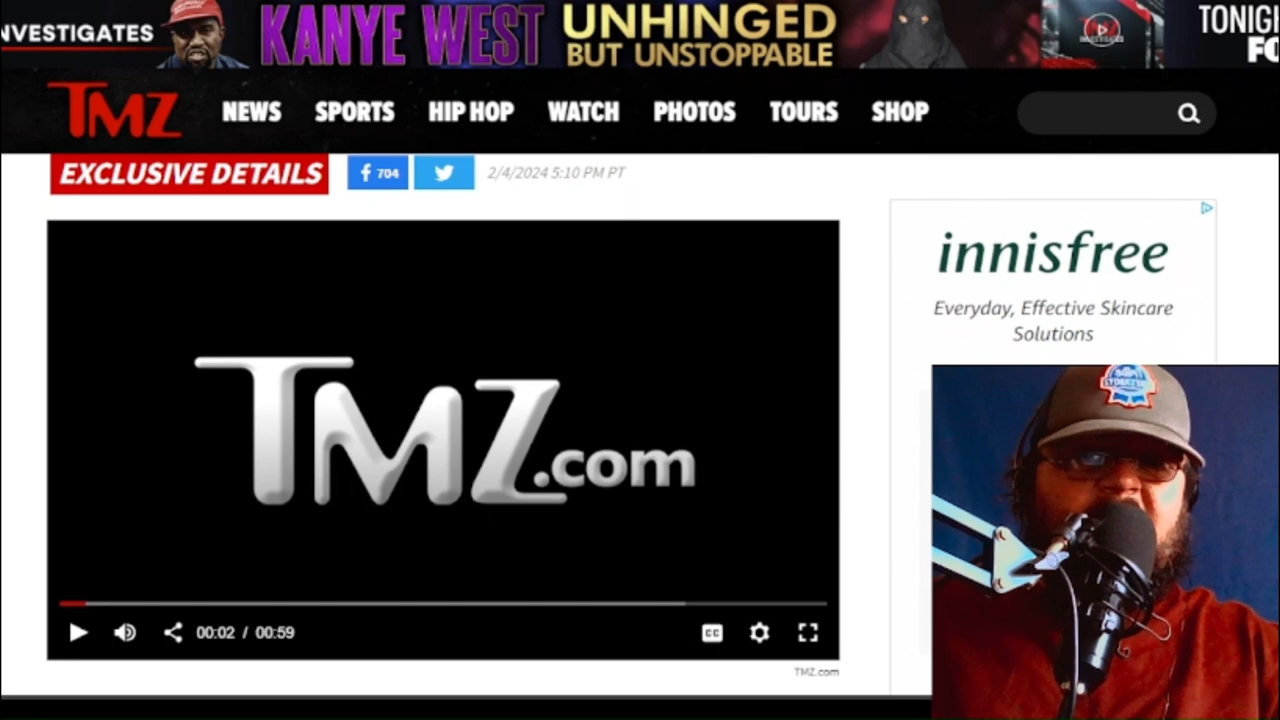 NVESTIGATES
KANYE WEST
UNHINGED
BUT UNSTOPPABLE
TONIG
FO
TMZ
NEWS SPORTS HIP HOP WATCH PHOTOS TOURS SHOP
EXCLUSIVE DETAILS
704
2/4/2024 5:10 PM PT
innisfree
Everyday, Effective Skincare
Solutions
TMZ.com
00:02 / 00:59
CC
TMZ.com